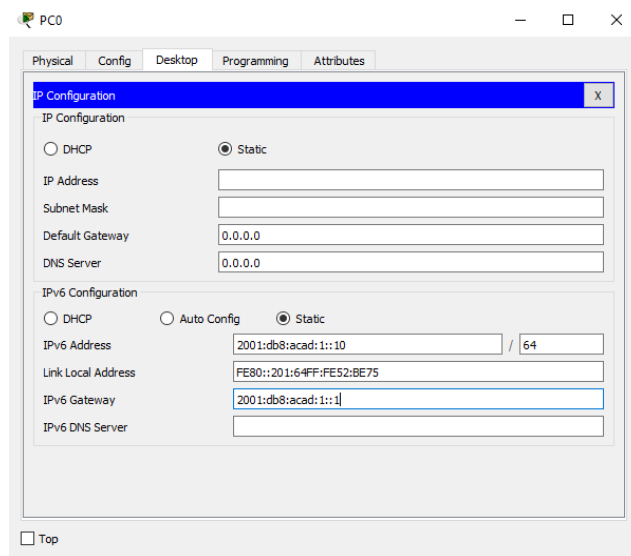 PC0
Physical Config Desktop Programming Attributes
IP Configuration X
IP Configuration
DHCP Static
IP Address
Subnet Mask
Default Gateway 0.0.0.0
DNS Server 0.0.0.0
IPv6 Configuration
DHCP Auto Config Static
IPv6 Address 2001:db8:acad:1::10 / 64
Link Local Address FE80::201:64FF:FE52:BE75
IPv6 Gateway 2001:db8:acad:1::1
IPv6 DNS Server
Top